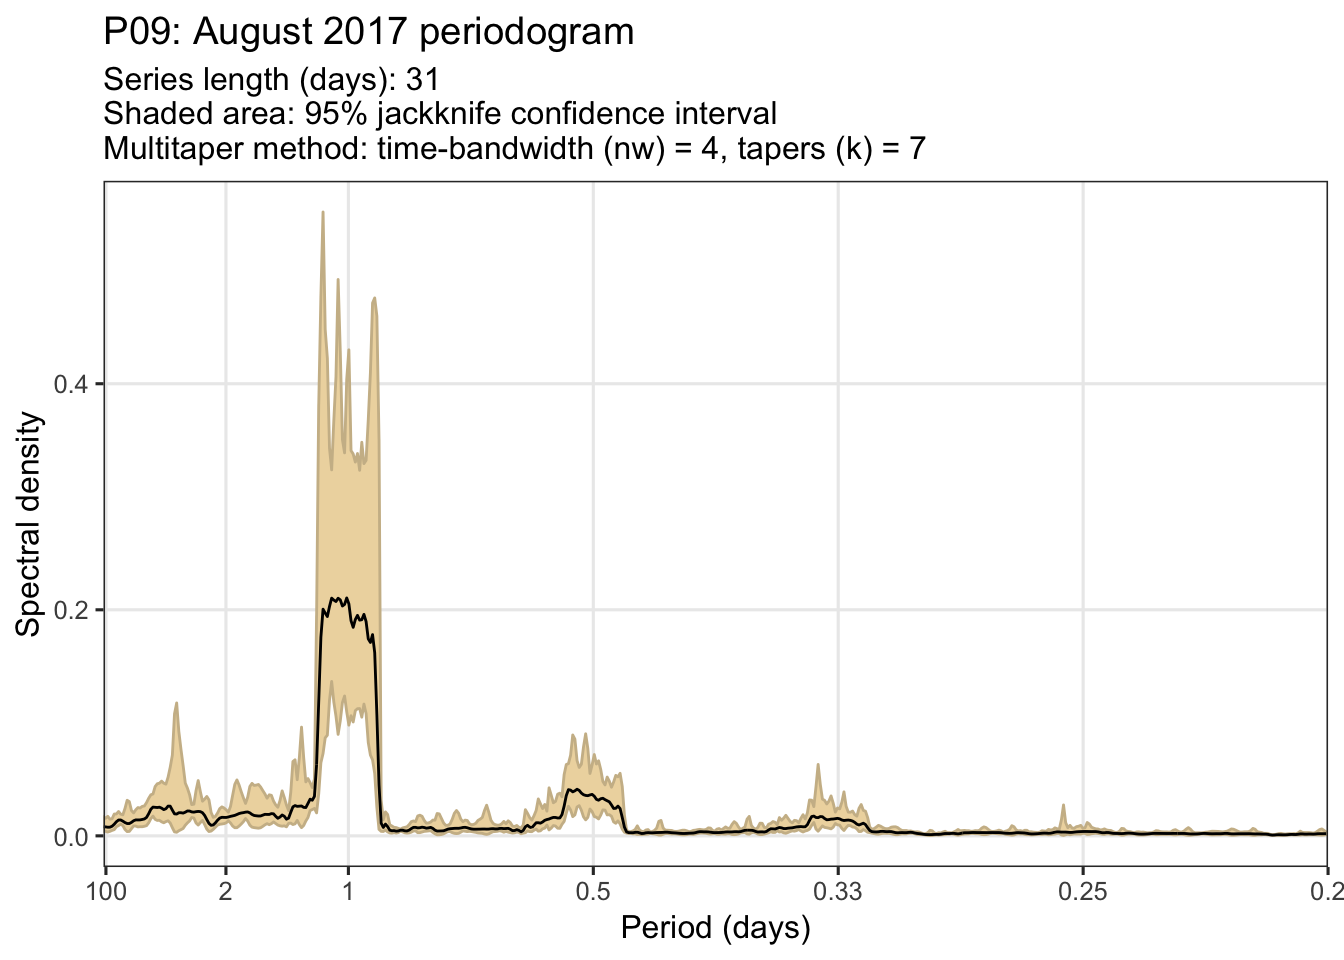 P09: August 2017 periodogram
Series length (days): 31
Shaded area: 95% jackknife confidence interval
Multitaper method: time-bandwidth (nw) = 4, tapers (k) = 7
Spectral density
0.4
0.2
0.0
100 2 1 0.5 0.33 0.25 0.2
Period (days)